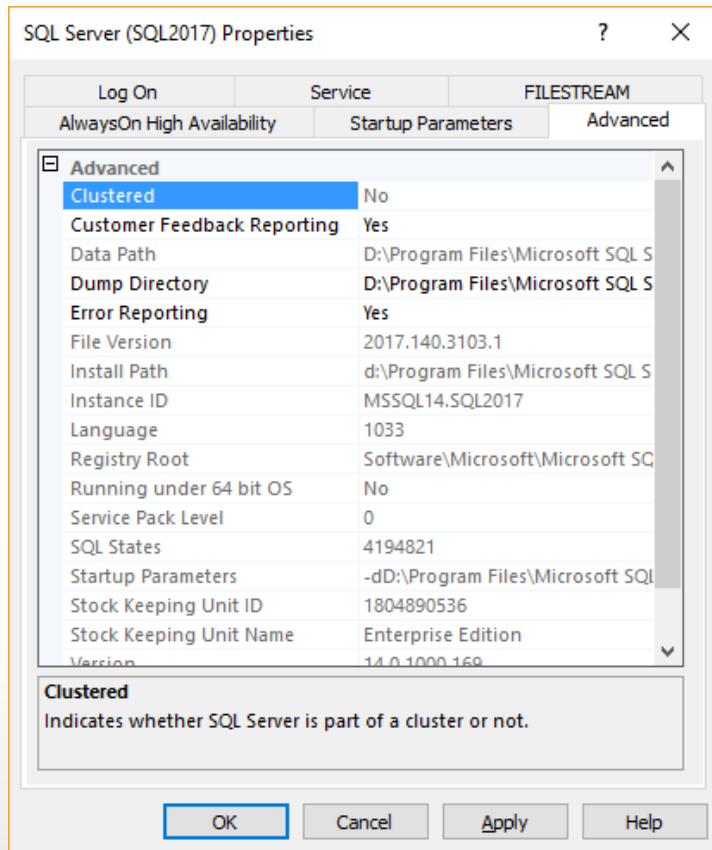 SQL Server (SQL2017) Properties ? ×
Log On Service FILESTREAM
AlwaysOn High Availability Startup Parameters Advanced
Advanced
Clustered No
Customer Feedback Reporting Yes
Data Path D:\Program Files\Microsoft SQL S
Dump Directory D:\Program Files\Microsoft SQL S
Error Reporting Yes
File Version 2017.140.3103.1
Install Path d:\Program Files\Microsoft SQL S
Instance ID MSSQL14.SQL2017
Language 1033
Registry Root Software\Microsoft\Microsoft SQ
Running under 64 bit OS No
Service Pack Level 0
SQL States 4194821
Startup Parameters -dD:\Program Files\Microsoft SQL
Stock Keeping Unit ID 1804890536
Stock Keeping Unit Name Enterprise Edition
Version 14.0.1000.169
Clustered
Indicates whether SQL Server is part of a cluster or not.
OK Cancel Apply Help